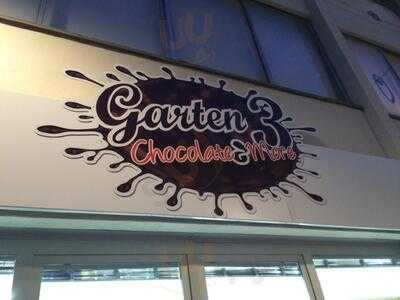 Garten 3
Chocolate & More